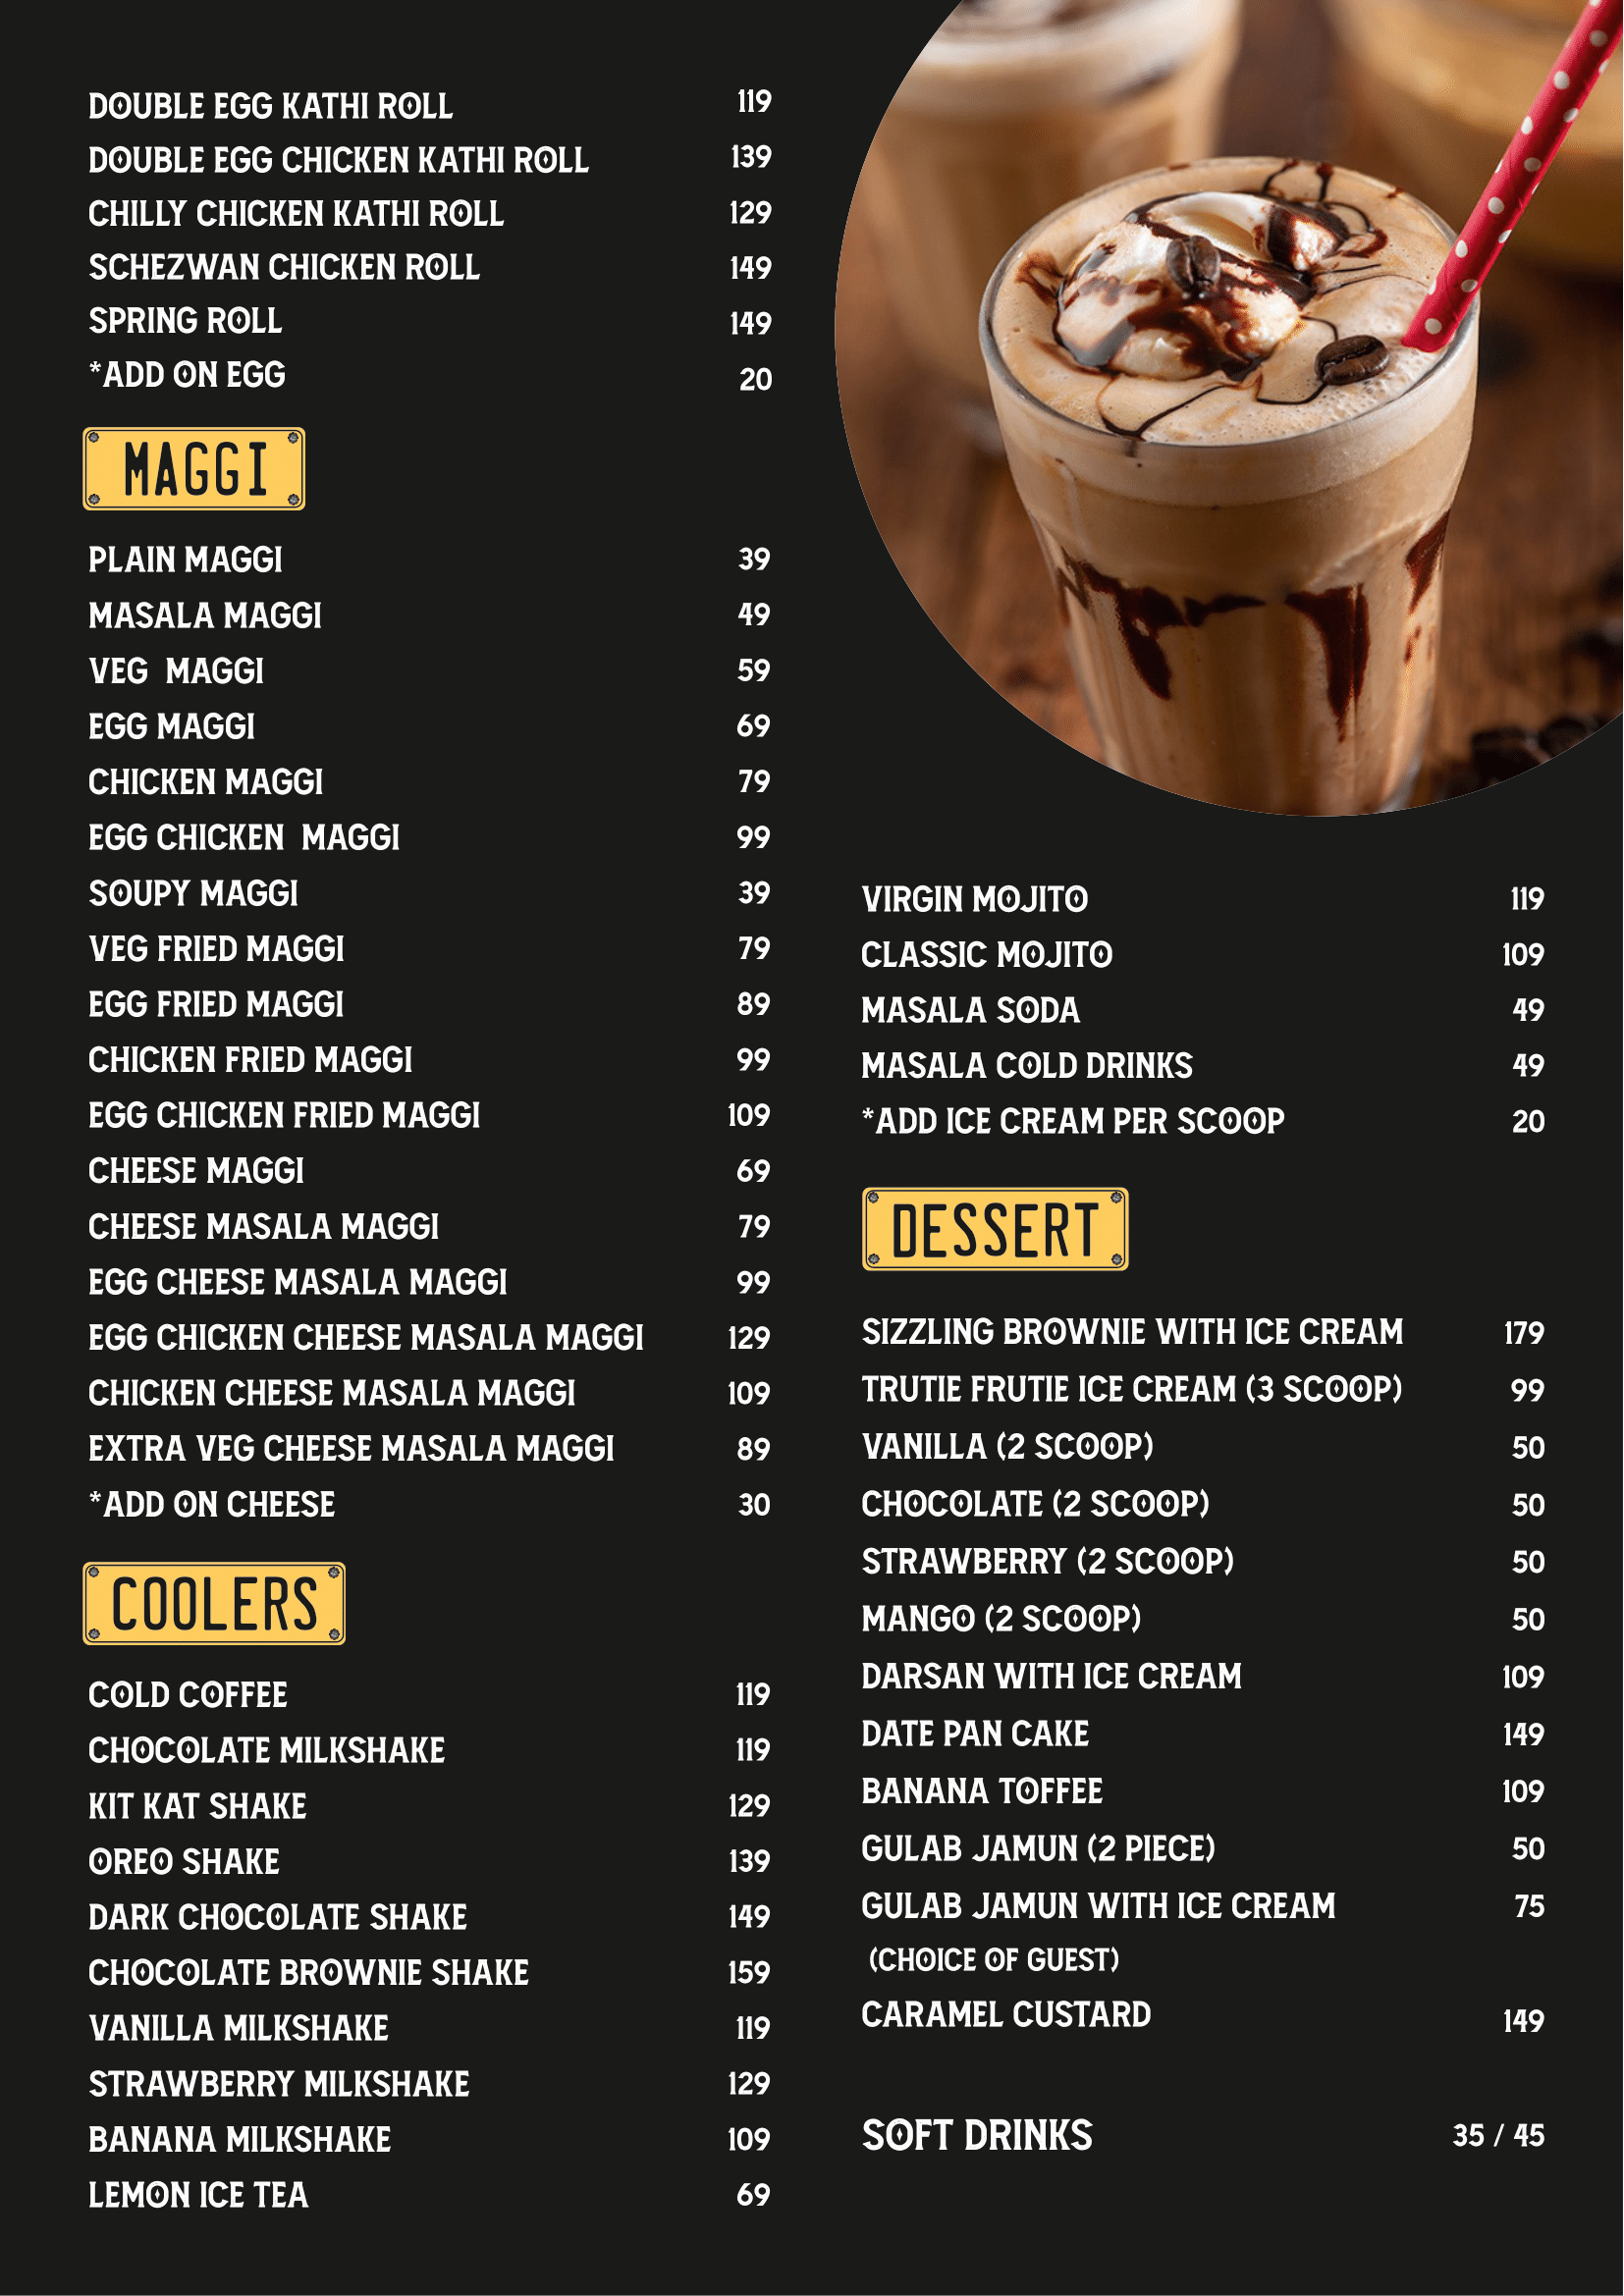 DOUBLE EGG KATHI ROLL 119
DOUBLE EGG CHICKEN KATHI ROLL 139
CHILLY CHICKEN KATHI ROLL 129
SCHEZWAN CHICKEN ROLL 149
SPRING ROLL 149
*ADD ON EGG 20
MAGGI
PLAIN MAGGI 39
MASALA MAGGI 49
VEG MAGGI 59
EGG MAGGI 69
CHICKEN MAGGI 79
EGG CHICKEN MAGGI 99
SOUPY MAGGI 39
VEG FRIED MAGGI 79
EGG FRIED MAGGI 89
CHICKEN FRIED MAGGI 99
EGG CHICKEN FRIED MAGGI 109
CHEESE MAGGI 69
CHEESE MASALA MAGGI 79
EGG CHEESE MASALA MAGGI 99
EGG CHICKEN CHEESE MASALA MAGGI 129
CHICKEN CHEESE MASALA MAGGI 109
EXTRA VEG CHEESE MASALA MAGGI 89
*ADD ON CHEESE 30
COOLERS
COLD COFFEE 119
CHOCOLATE MILKSHAKE 119
KIT KAT SHAKE 129
OREO SHAKE 139
DARK CHOCOLATE SHAKE 149
CHOCOLATE BROWNIE SHAKE 159
VANILLA MILKSHAKE 119
STRAWBERRY MILKSHAKE 129
BANANA MILKSHAKE 109
LEMON ICE TEA 69
VIRGIN MOJITO 119
CLASSIC MOJITO 109
MASALA SODA 49
MASALA COLD DRINKS 49
*ADD ICE CREAM PER SCOOP 20
DESSERT
SIZZLING BROWNIE WITH ICE CREAM 179
TRUTIE FRUTIE ICE CREAM (3 SCOOP) 99
VANILLA (2 SCOOP) 50
CHOCOLATE (2 SCOOP) 50
STRAWBERRY (2 SCOOP) 50
MANGO (2 SCOOP) 50
DARSAN WITH ICE CREAM 109
DATE PAN CAKE 149
BANANA TOFFEE 109
GULAB JAMUN (2 PIECE) 50
GULAB JAMUN WITH ICE CREAM 75
(CHOICE OF GUEST)
CARAMEL CUSTARD 149
SOFT DRINKS 35 / 45